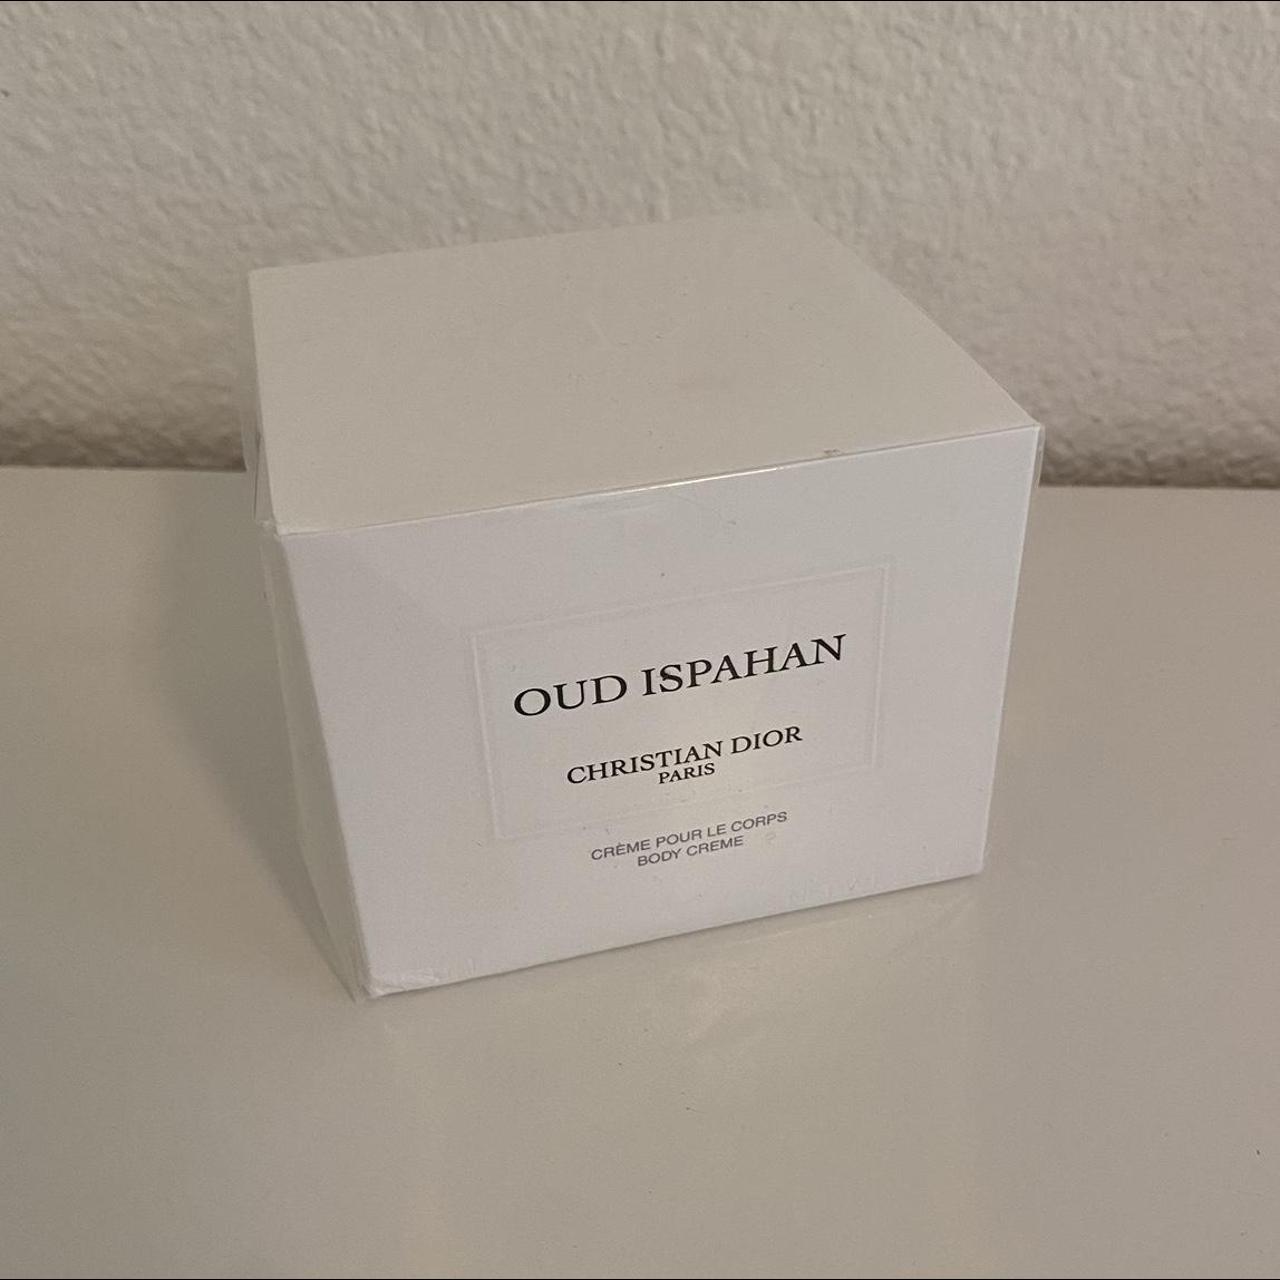 OUD ISPAHAN
CHRISTIAN DIOR
PARIS
CRÈME POUR LE CORPS
BODY CREME